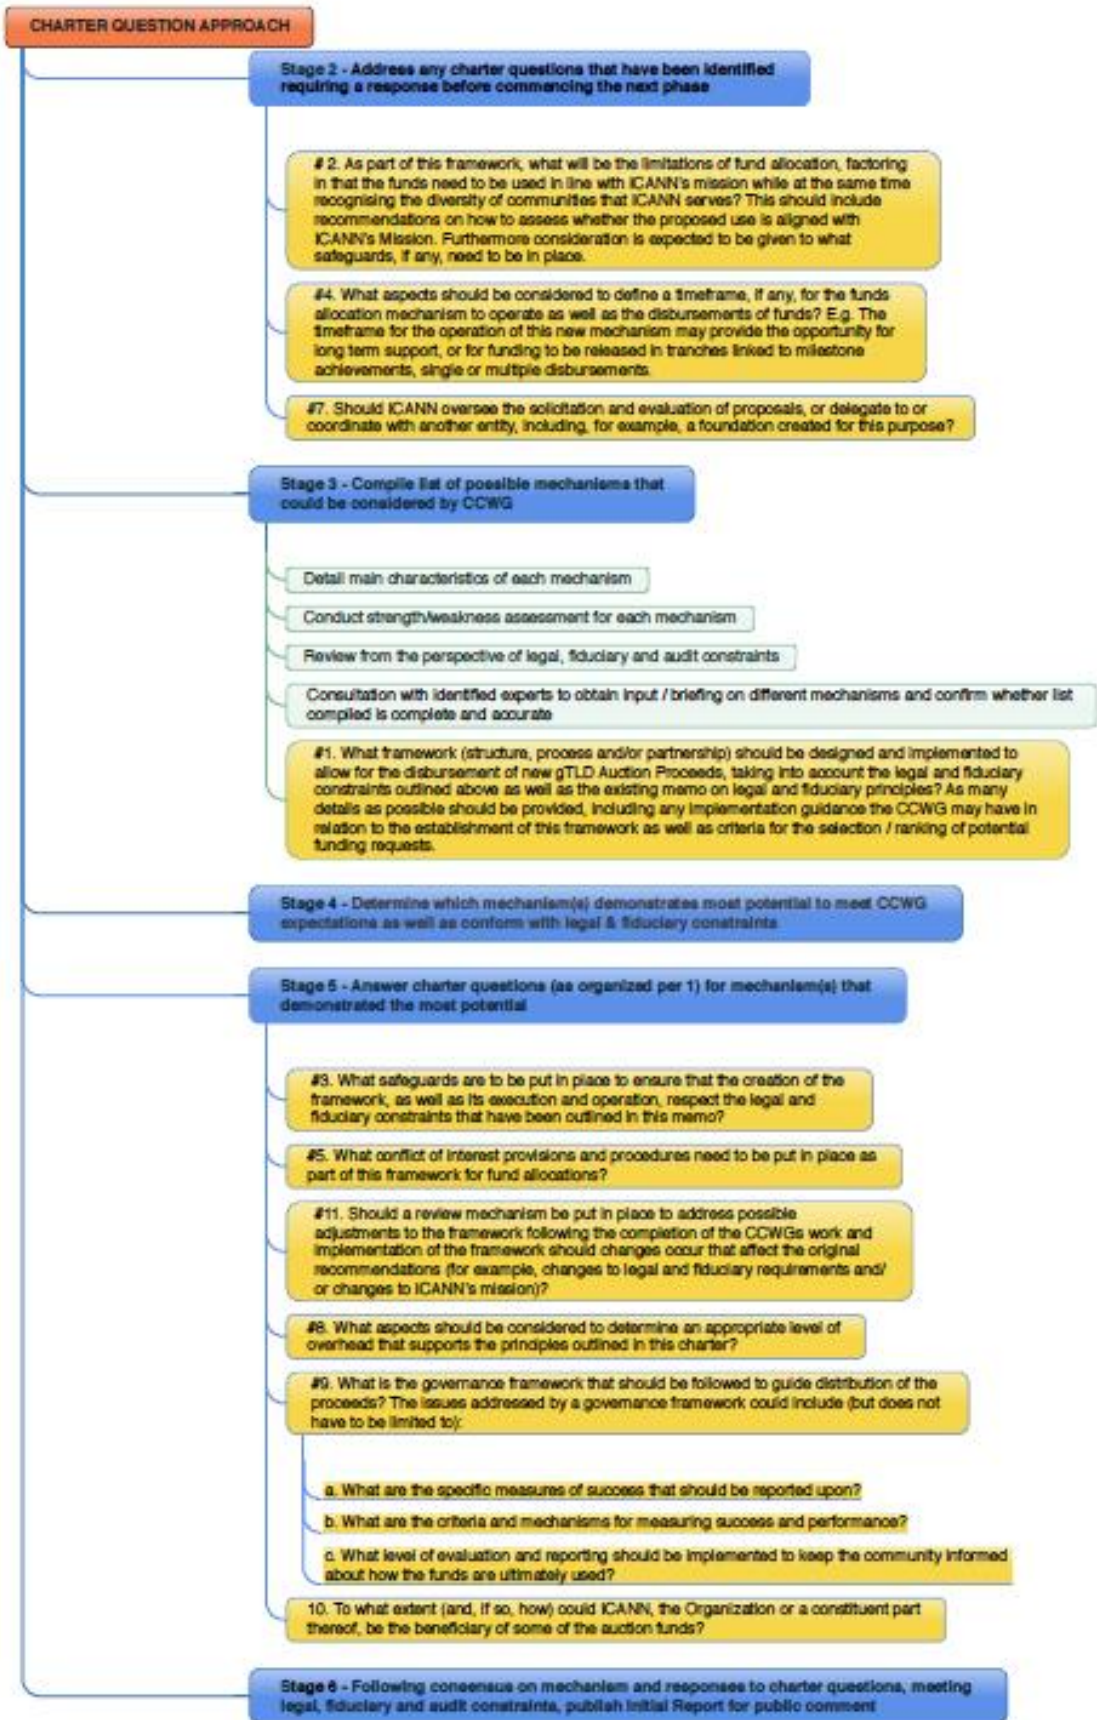 CHARTER QUESTION APPROACH
Stage 2 - Address any charter questions that have been identified
requiring a response before commencing the next phase
# 2. As part of this framework, what will be the limitations of fund allocation, factoring
in that the funds need to be used in line with ICANN's mission while at the same time
recognising the diversity of communities that ICANN serves? This should include
recommendations on how to assess whether the proposed use is aligned with
ICANN's Mission. Furthermore consideration is expected to be given to what
safeguards, if any, need to be in place.
#4. What aspects should be considered to define a timeframe, if any, for the funds
allocation mechanism to operate as well as the disbursements of funds? E.g. The
timeframe for the operation of this new mechanism may provide the opportunity for
long term support, or for funding to be released in tranches linked to milestone
achievements, single or multiple disbursements.
#7. Should ICANN oversee the solicitation and evaluation of proposals, or delegate to or
coordinate with another entity, including, for example, a foundation created for this purpose?
Stage 3 - Compile list of possible mechanisms that
could be considered by CCWG
Detail main characteristics of each mechanism
Conduct strength/weakness assessment for each mechanism
Review from the perspective of legal, fiduciary and audit constraints
Consultation with identified experts to obtain input / briefing on different mechanisms and confirm whether list
compiled is complete and accurate
#1. What framework (structure, process and/or partnership) should be designed and implemented to
allow for the disbursement of new gTLD Auction Proceeds, taking into account the legal and fiduciary
constraints outlined above as well as the existing memo on legal and fiduciary principles? As many
details as possible should be provided, including any implementation guidance the CCWG may have in
relation to the establishment of this framework as well as criteria for the selection / ranking of potential
funding requests.
Stage 4 - Determine which mechanism(s) demonstrates most potential to meet CCWG
expectations as well as conform with legal & fiduciary constraints
Stage 5 - Answer charter questions (as organized per 1) for mechanism(s) that
demonstrated the most potential
#3. What safeguards are to be put in place to ensure that the creation of the
framework, as well as its execution and operation, respect the legal and
fiduciary constraints that have been outlined in this memo?
#5. What conflict of interest provisions and procedures need to be put in place as
part of this framework for fund allocations?
#11. Should a review mechanism be put in place to address possible
adjustments to the framework following the completion of the CCWGs work and
implementation of the framework should changes occur that affect the original
recommendations (for example, changes to legal and fiduciary requirements and/
or changes to ICANN's mission)?
#8. What aspects should be considered to determine an appropriate level of
overhead that supports the principles outlined in this charter?
#9. What is the governance framework that should be followed to guide distribution of the
proceeds? The issues addressed by a governance framework could include (but does not
have to be limited to):
a. What are the specific measures of success that should be reported upon?
b. What are the criteria and mechanisms for measuring success and performance?
c. What level of evaluation and reporting should be implemented to keep the community informed
about how the funds are ultimately used?
10. To what extent (and, if so, how) could ICANN, the Organization or a constituent part
thereof, be the beneficiary of some of the auction funds?
Stage 6 - Following consensus on mechanism and responses to charter questions, meeting
legal, fiduciary and audit constraints, publish Initial Report for public comment